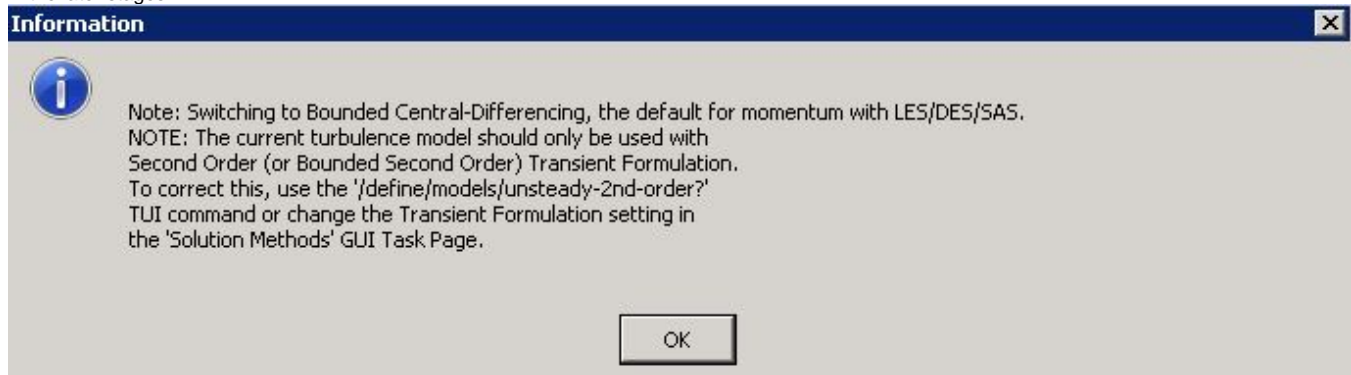 Information
Note: Switching to Bounded Central-Differencing, the default for momentum with LES/DES/SAS.
NOTE: The current turbulence model should only be used with
Second Order (or Bounded Second Order) Transient Formulation.
To correct this, use the '/define/models/unsteady-2nd-order?'
TUI command or change the Transient Formulation setting in
the 'Solution Methods' GUI Task Page.
OK